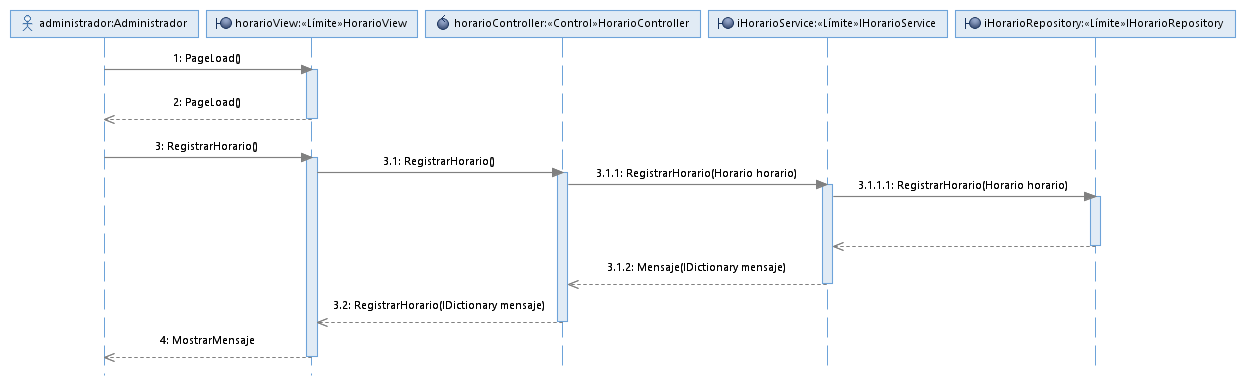 administrador:Administrador
horarioView:«Límite»HorarioView
horarioController:«Control»HorarioController
iHorarioService:«Límite»IHorarioService
iHorarioRepository:«Límite»IHorarioRepository
1: PageLoad()
2: PageLoad()
3: RegistrarHorario()
3.1: RegistrarHorario()
3.1.1: RegistrarHorario(Horario horario)
3.1.1.1: RegistrarHorario(Horario horario)
3.1.2: Mensaje(IDictionary mensaje)
3.2: RegistrarHorario(IDictionary mensaje)
4: MostrarMensaje